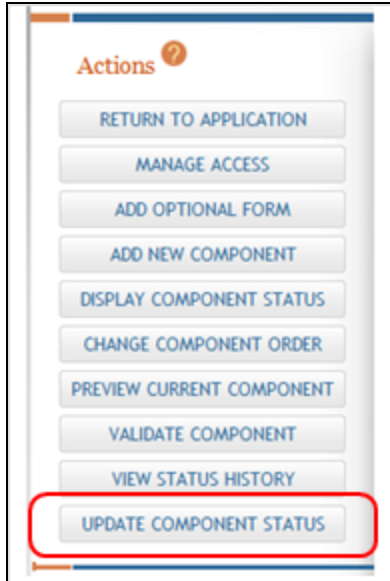 Actions ?
RETURN TO APPLICATION
MANAGE ACCESS
ADD OPTIONAL FORM
ADD NEW COMPONENT
DISPLAY COMPONENT STATUS
CHANGE COMPONENT ORDER
PREVIEW CURRENT COMPONENT
VALIDATE COMPONENT
VIEW STATUS HISTORY
UPDATE COMPONENT STATUS